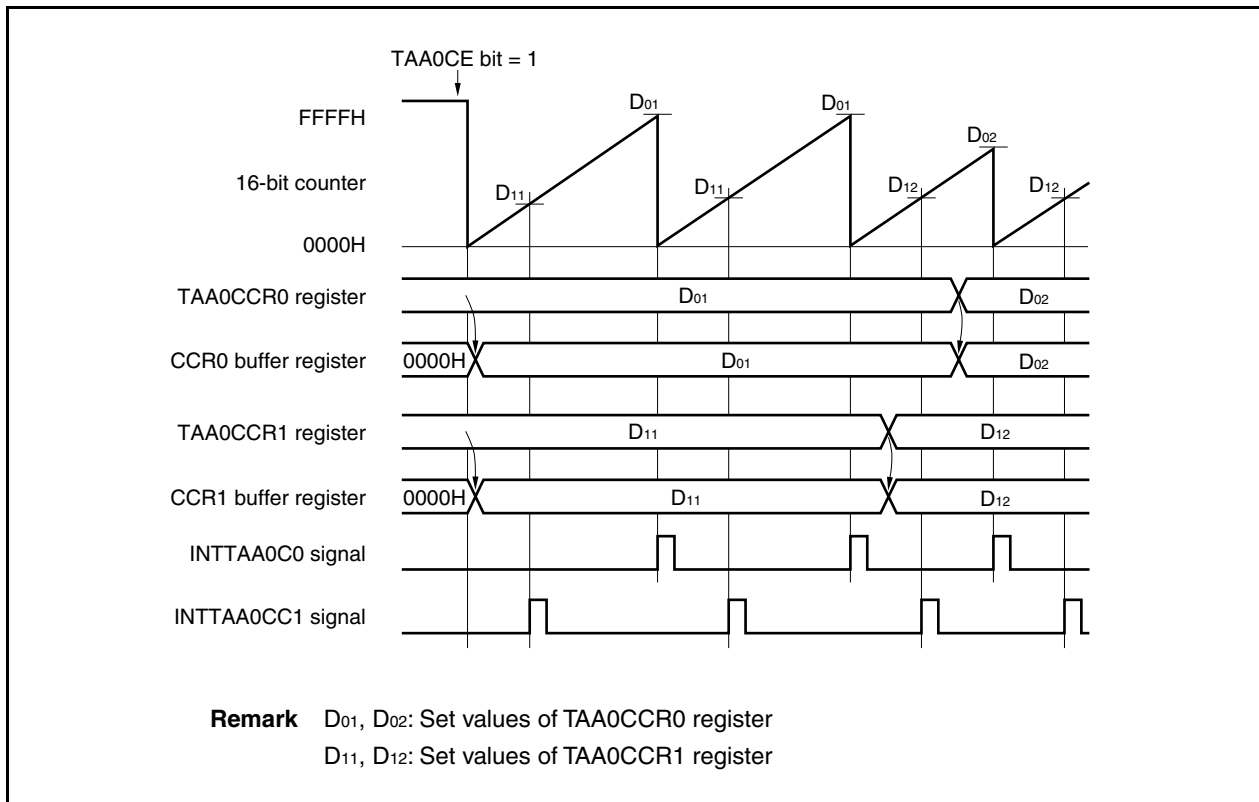 TAA0CE bit = 1
FFFFH
D01 D01 D02
16-bit counter
D11 D11 D12 D12
0000H
TAA0CCR0 register D01 D02
CCR0 buffer register 0000H D01 D02
TAA0CCR1 register D11 D12
CCR1 buffer register 0000H D11 D12
INTTAA0C0 signal
INTTAA0CC1 signal
Remark D01, D02: Set values of TAA0CCR0 register
D11, D12: Set values of TAA0CCR1 register